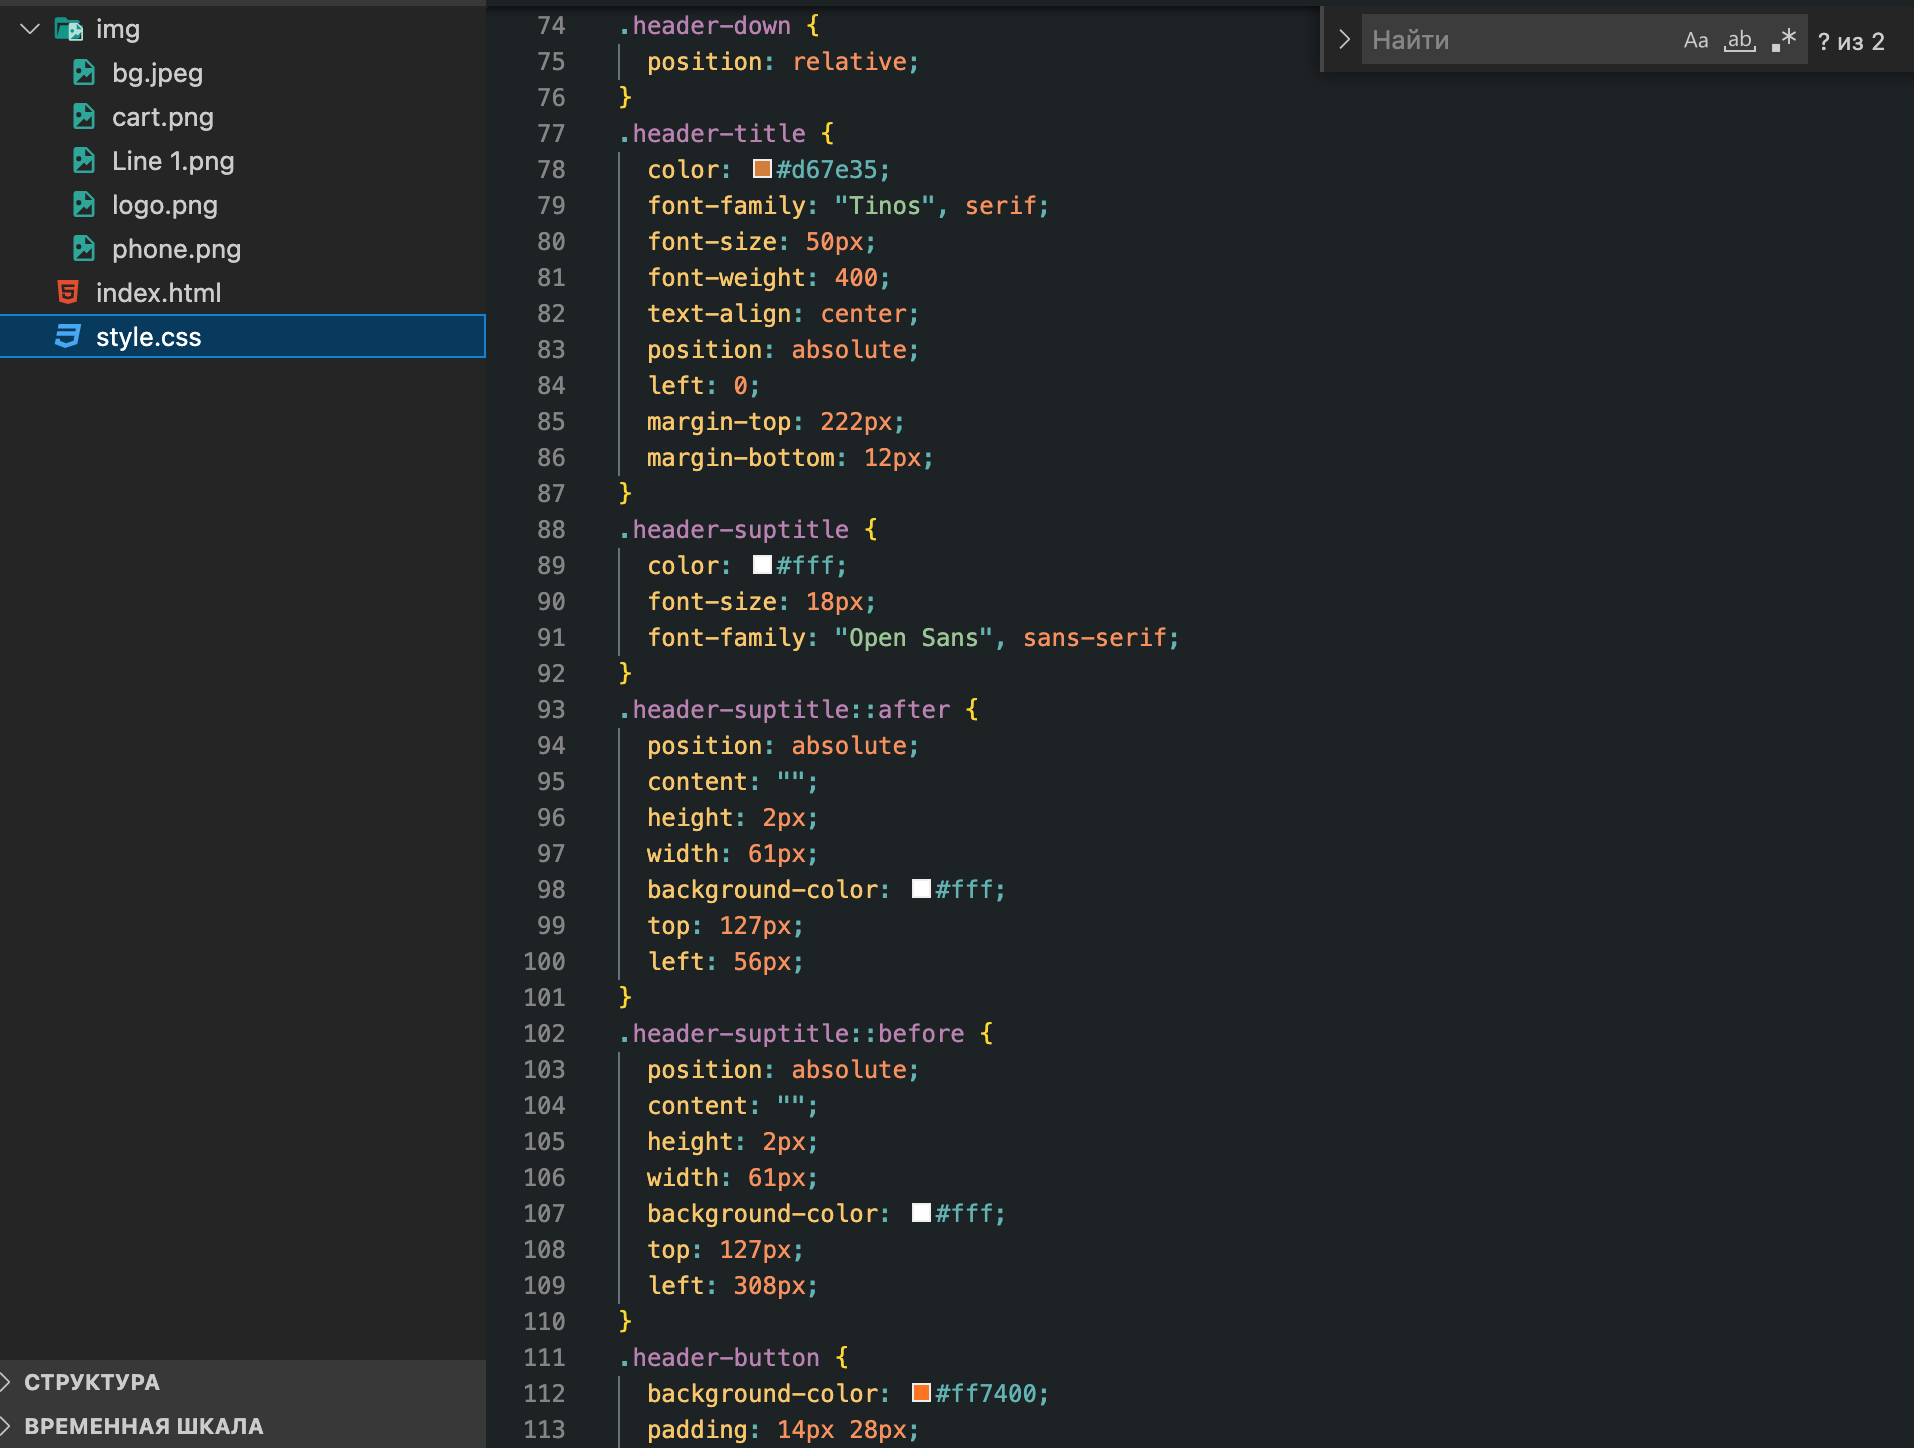 img
bg.jpeg
cart.png
Line 1.png
logo.png
phone.png
index.html
style.css
СТРУКТУРА
ВРЕМЕННАЯ ШКАЛА
Найти Aa ab .* ? из 2
74 .header-down {
75 position: relative;
76 }
77 .header-title {
78 color: #d67e35;
79 font-family: "Tinos", serif;
80 font-size: 50px;
81 font-weight: 400;
82 text-align: center;
83 position: absolute;
84 left: 0;
85 margin-top: 222px;
86 margin-bottom: 12px;
87 }
88 .header-suptitle {
89 color: #fff;
90 font-size: 18px;
91 font-family: "Open Sans", sans-serif;
92 }
93 .header-suptitle::after {
94 position: absolute;
95 content: "";
96 height: 2px;
97 width: 61px;
98 background-color: #fff;
99 top: 127px;
100 left: 56px;
101 }
102 .header-suptitle::before {
103 position: absolute;
104 content: "";
105 height: 2px;
106 width: 61px;
107 background-color: #fff;
108 top: 127px;
109 left: 308px;
110 }
111 .header-button {
112 background-color: #ff7400;
113 padding: 14px 28px;